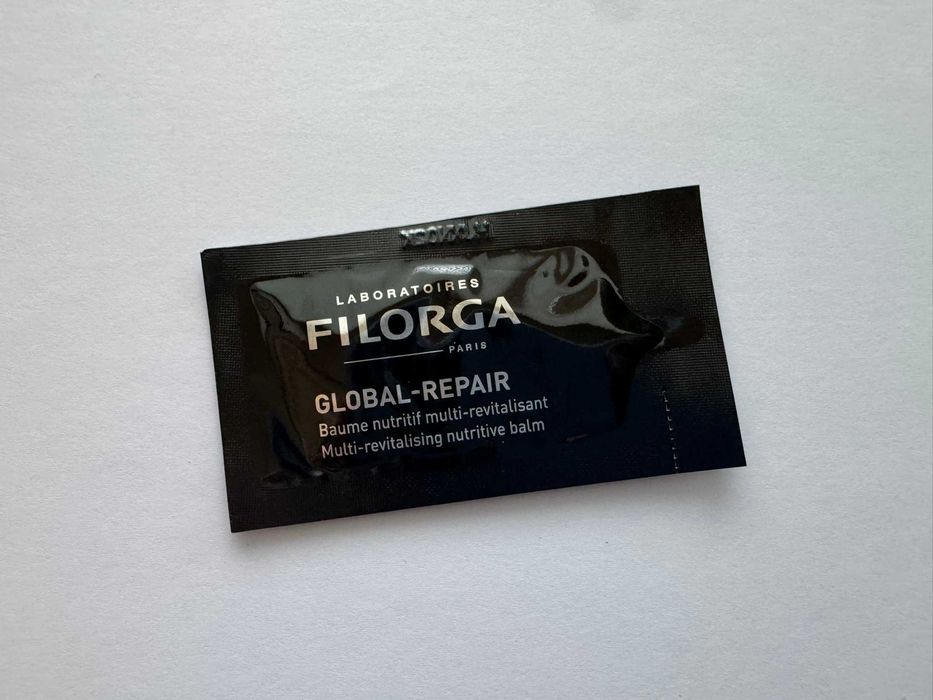 LABORATOIRES
FILORGA
PARIS
GLOBAL-REPAIR
Baume nutritif multi-revitalisant
Multi-revitalising nutritive balm